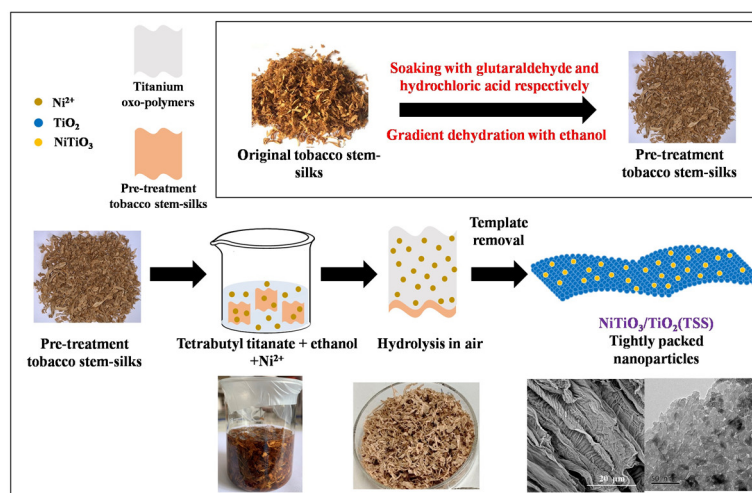 Titanium
oxo-polymers
Ni²⁺
TiO₂
NiTiO₃
Pre-treatment
tobacco stem-silks
Soaking with glutaraldehyde and
hydrochloric acid respectively
Gradient dehydration with ethanol
Original tobacco stem-
silks
Pre-treatment
tobacco stem-silks
Template
removal
Pre-treatment
tobacco stem-silks
Tetrabutyl titanate + ethanol
+Ni²⁺
Hydrolysis in air
NiTiO₃/TiO₂(TSS)
Tightly packed
nanoparticles
20 μm